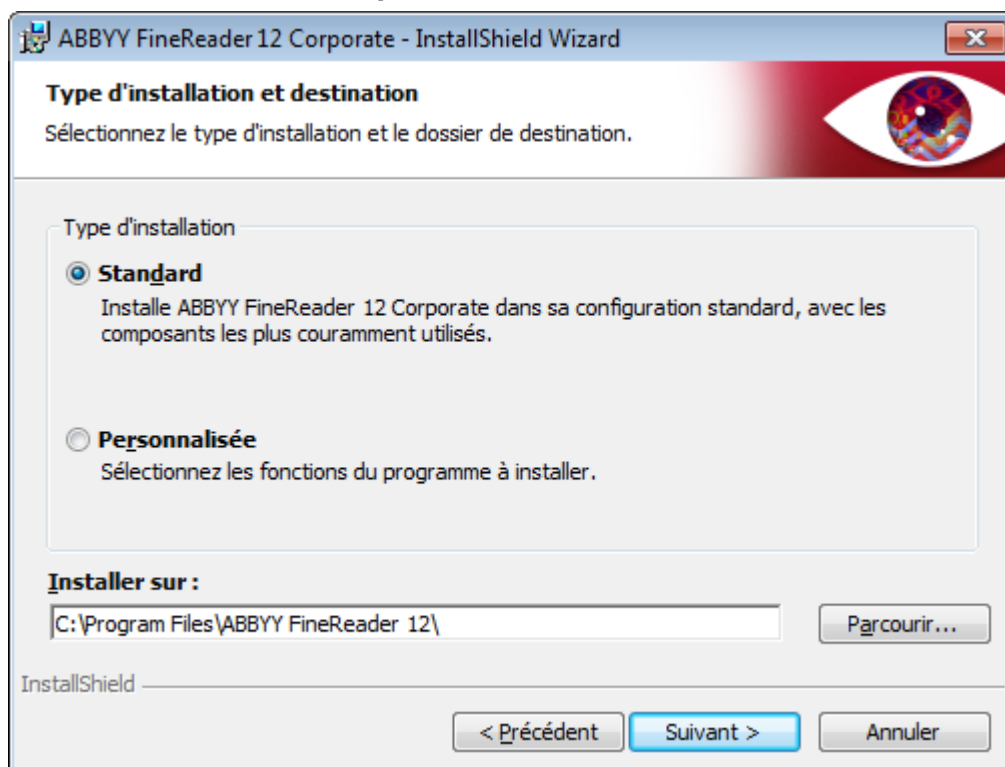 ABBYY FineReader 12 Corporate - InstallShield Wizard
Type d'installation et destination
Sélectionnez le type d'installation et le dossier de destination.
Type d'installation
Standard
Installe ABBYY FineReader 12 Corporate dans sa configuration standard, avec les
composants les plus couramment utilisés.
Personnalisée
Sélectionnez les fonctions du programme à installer.
Installer sur :
C:\Program Files\ABBYY FineReader 12\
Parcourir...
InstallShield
< Précédent
Suivant >
Annuler